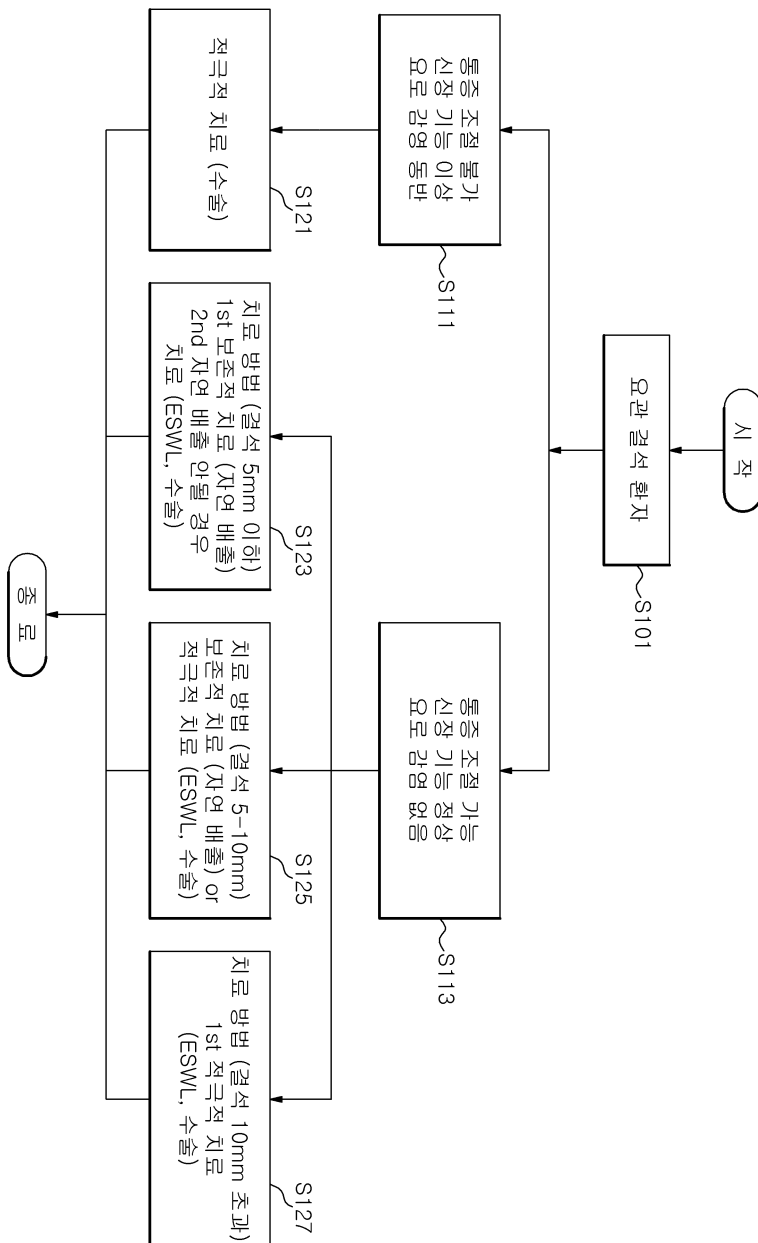 시 작
요관 결석 환자
S101
통증 조절 불가
신장 기능 이상
요로 감염 동반
S111
통증 조절 가능
신장 기능 정상
요로 감염 없음
S113
적극적 치료 (수술)
S121
치료 방법 (결석 5mm 이하)
1st 보존적 치료 (자연 배출)
2nd 자연 배출 안될 경우
치료 (ESWL, 수술)
S123
치료 방법 (결석 5-10mm)
보존적 치료 (자연 배출) or
적극적 치료 (ESWL, 수술)
S125
치료 방법 (결석 10mm 초과)
1st 적극적 치료
(ESWL, 수술)
S127
종 료